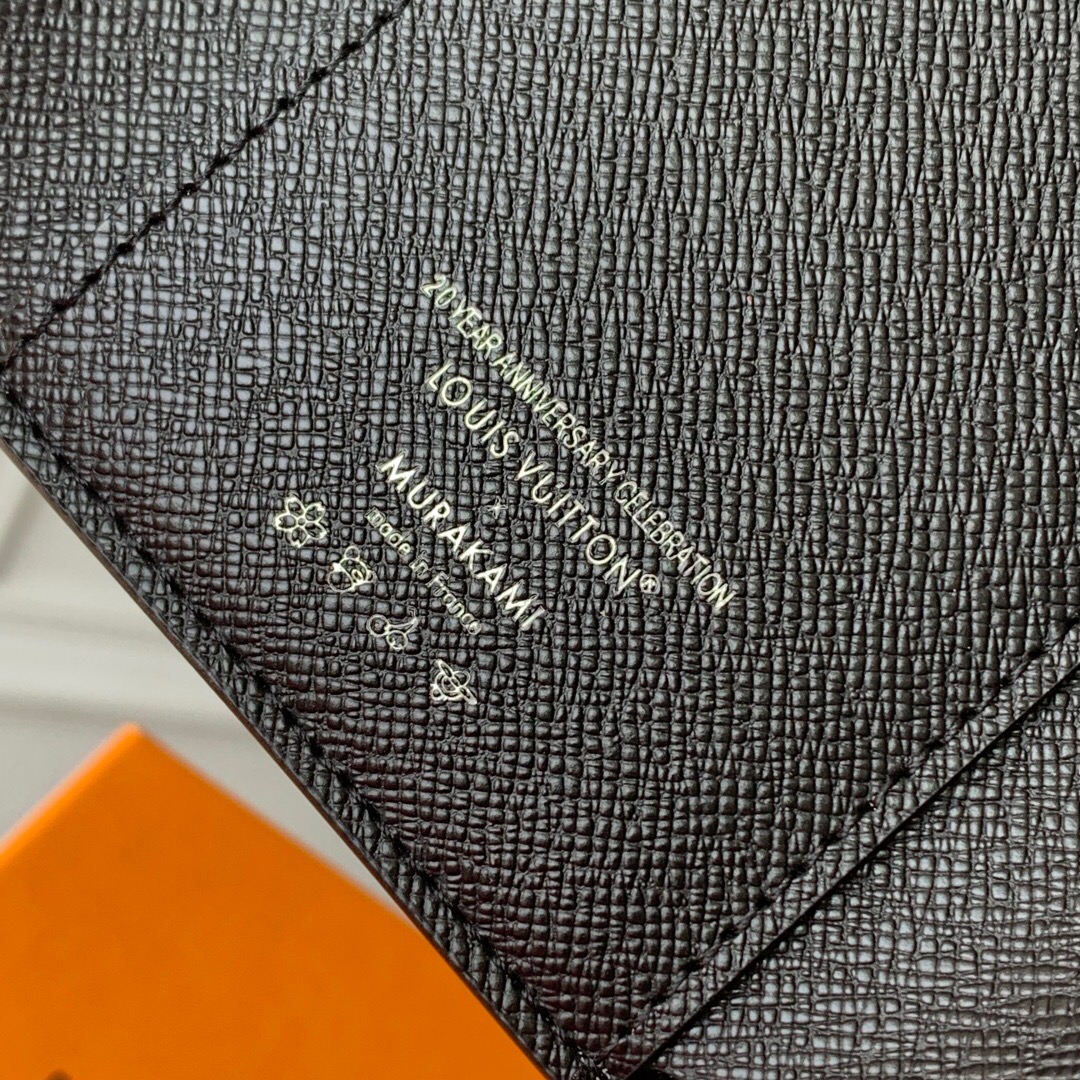 20 YEAR ANNIVERSARY CELEBRATION
LOUIS VUITTON®
×
MURAKAMI
made in France